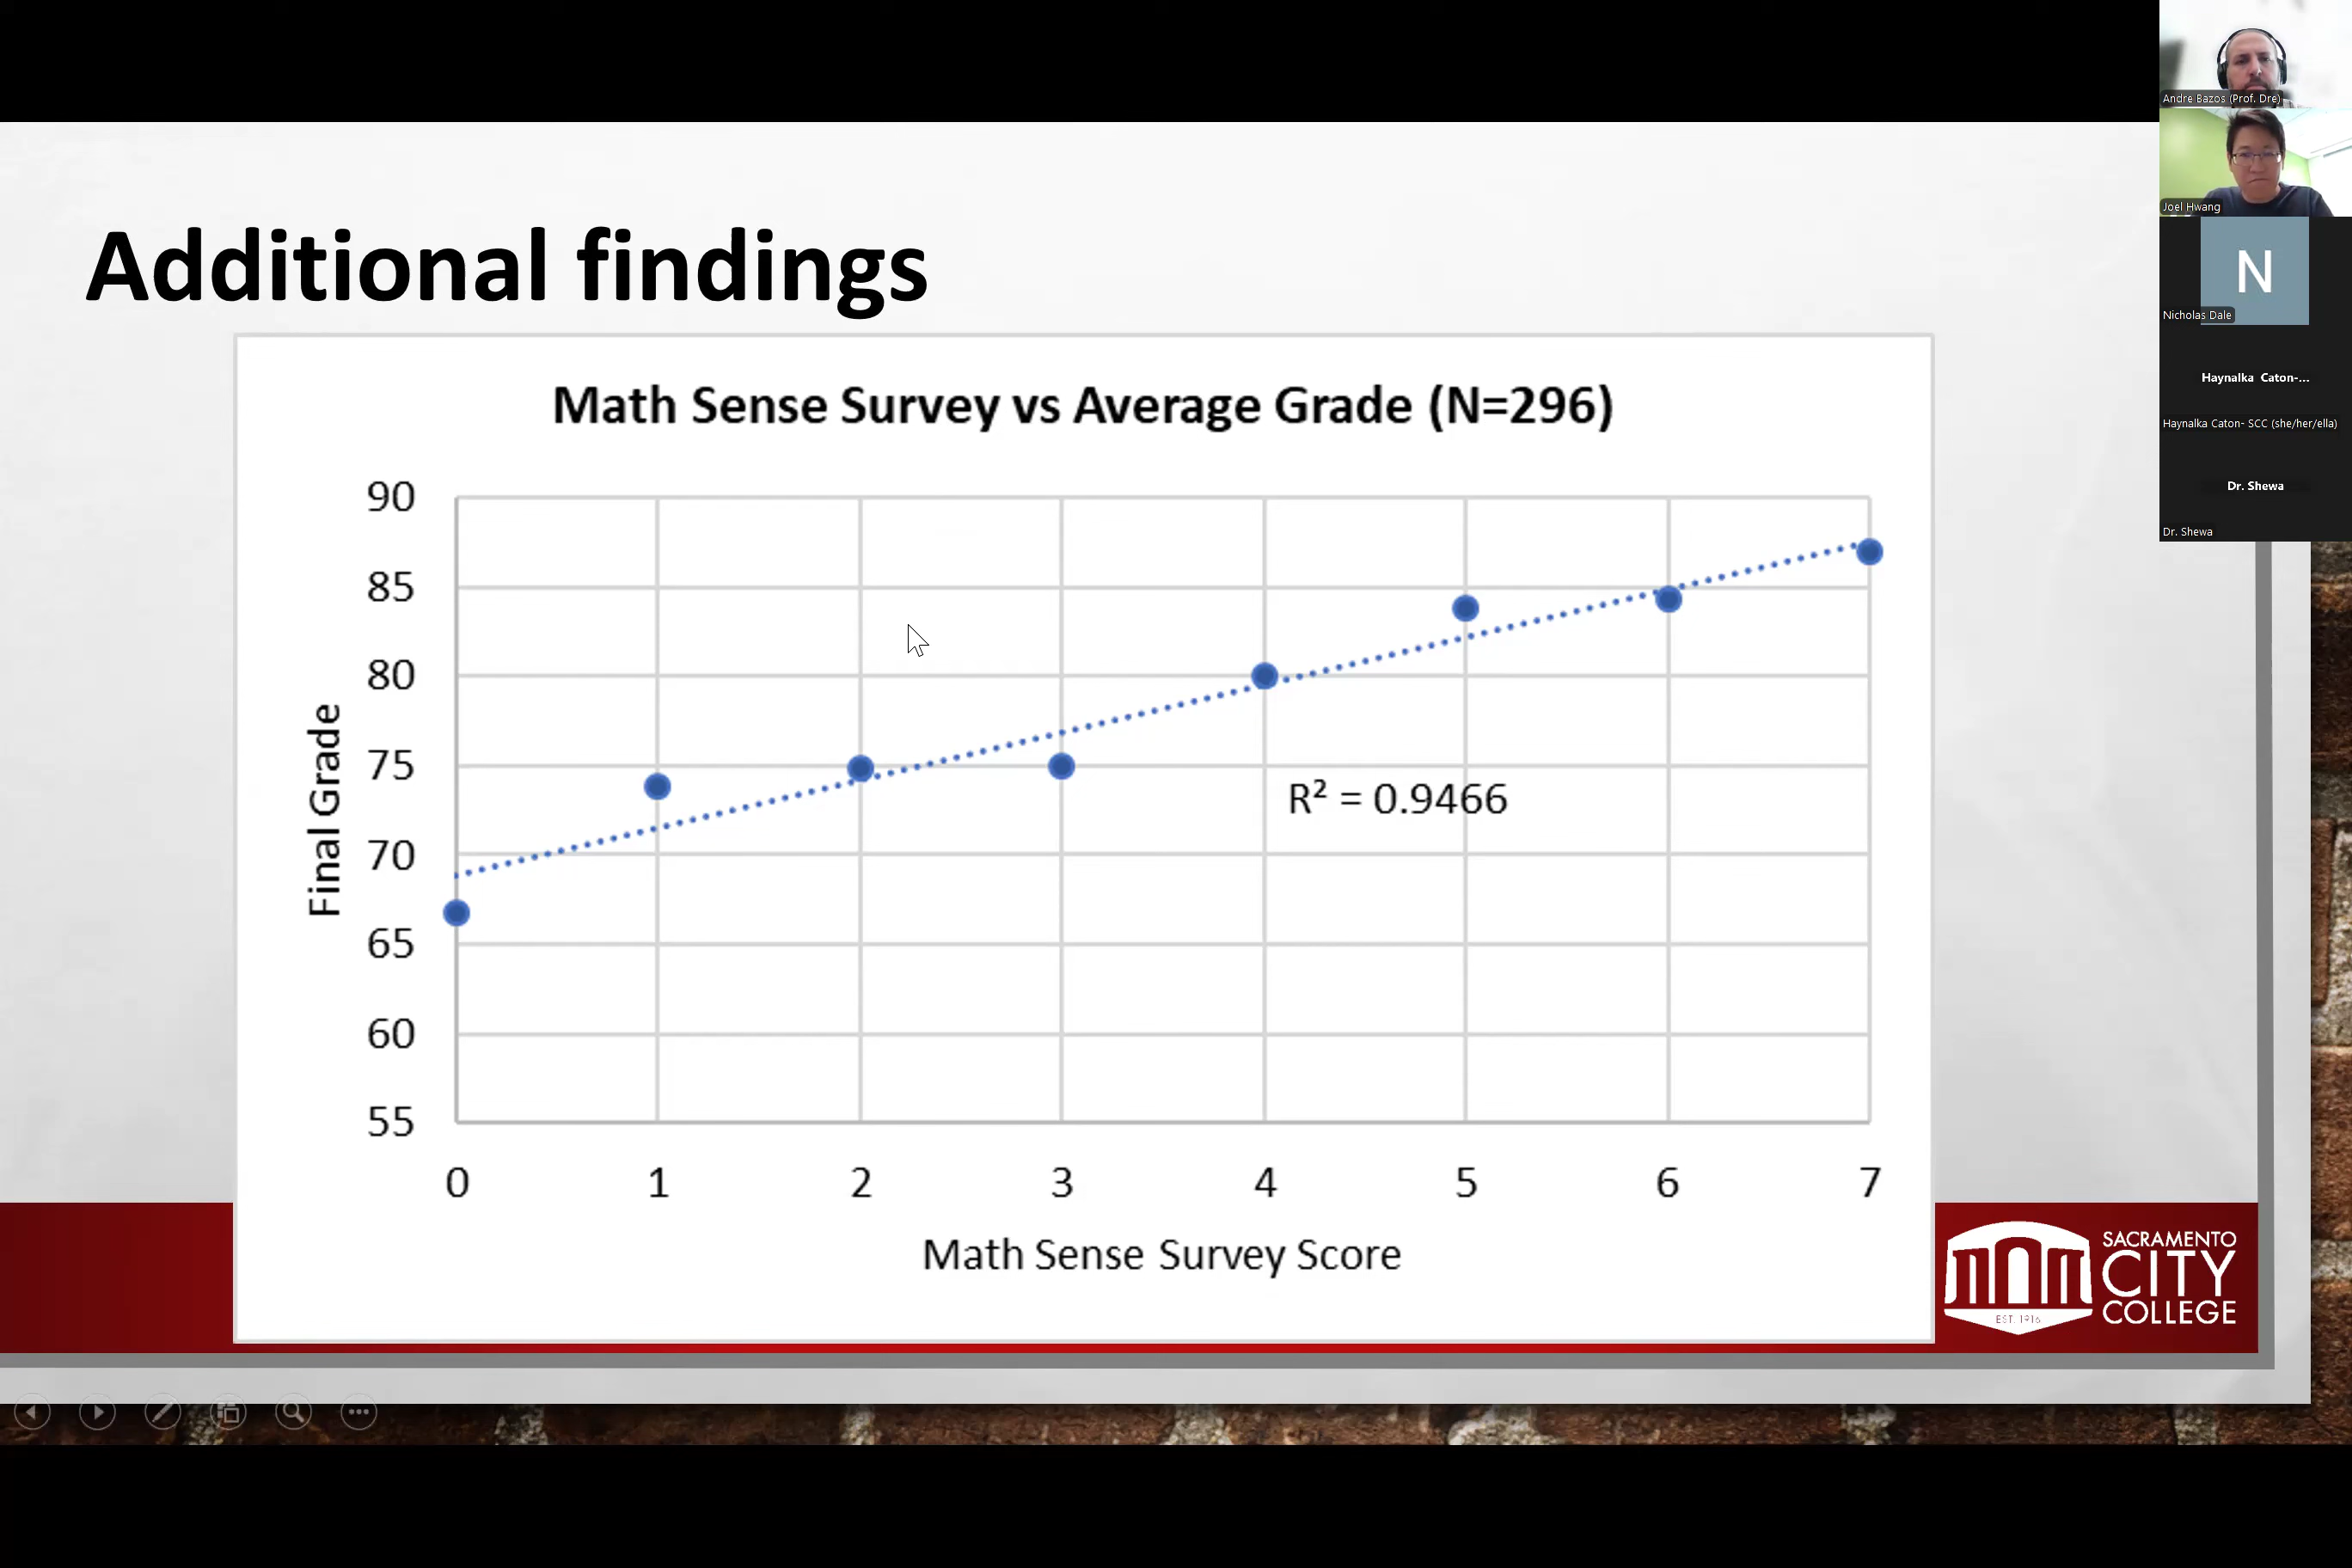 Additional findings
Math Sense Survey vs Average Grade (N=296)
90
85
80
75
70
65
60
55
Final Grade
R² = 0.9466
0 1 2 3 4 5 6 7
Math Sense Survey Score
SACRAMENTO
CITY
COLLEGE
EST. 1916
Andre Bazos (Prof. Dre)
Joel Hwang
N
Nicholas Dale
Haynalka Caton-...
Haynalka Caton- SCC (she/her/ella)
Dr. Shewa
Dr. Shewa